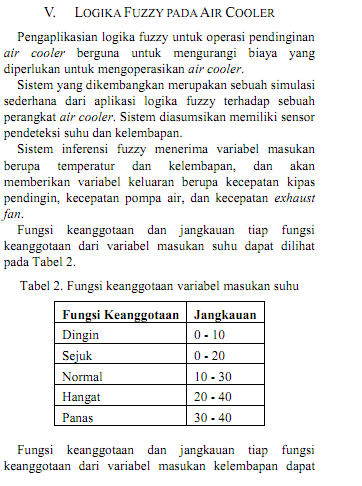 V. LOGIKA FUZZY PADA AIR COOLER
Pengaplikasian logika fuzzy untuk operasi pendinginan
air cooler berguna untuk mengurangi biaya yang
diperlukan untuk mengoperasikan air cooler.
Sistem yang dikembangkan merupakan sebuah simulasi
sederhana dari aplikasi logika fuzzy terhadap sebuah
perangkat air cooler. Sistem diasumsikan memiliki sensor
pendeteksi suhu dan kelembapan.
Sistem inferensi fuzzy menerima variabel masukan
berupa temperatur dan kelembapan, dan akan
memberikan variabel keluaran berupa kecepatan kipas
pendingin, kecepatan pompa air, dan kecepatan exhaust
fan.
Fungsi keanggotaan dan jangkauan tiap fungsi
keanggotaan dari variabel masukan suhu dapat dilihat
pada Tabel 2.
Tabel 2. Fungsi keanggotaan variabel masukan suhu
Fungsi Keanggotaan Jangkauan
Dingin 0 - 10
Sejuk 0 - 20
Normal 10 - 30
Hangat 20 - 40
Panas 30 - 40
Fungsi keanggotaan dan jangkauan tiap fungsi
keanggotaan dari variabel masukan kelembapan dapat